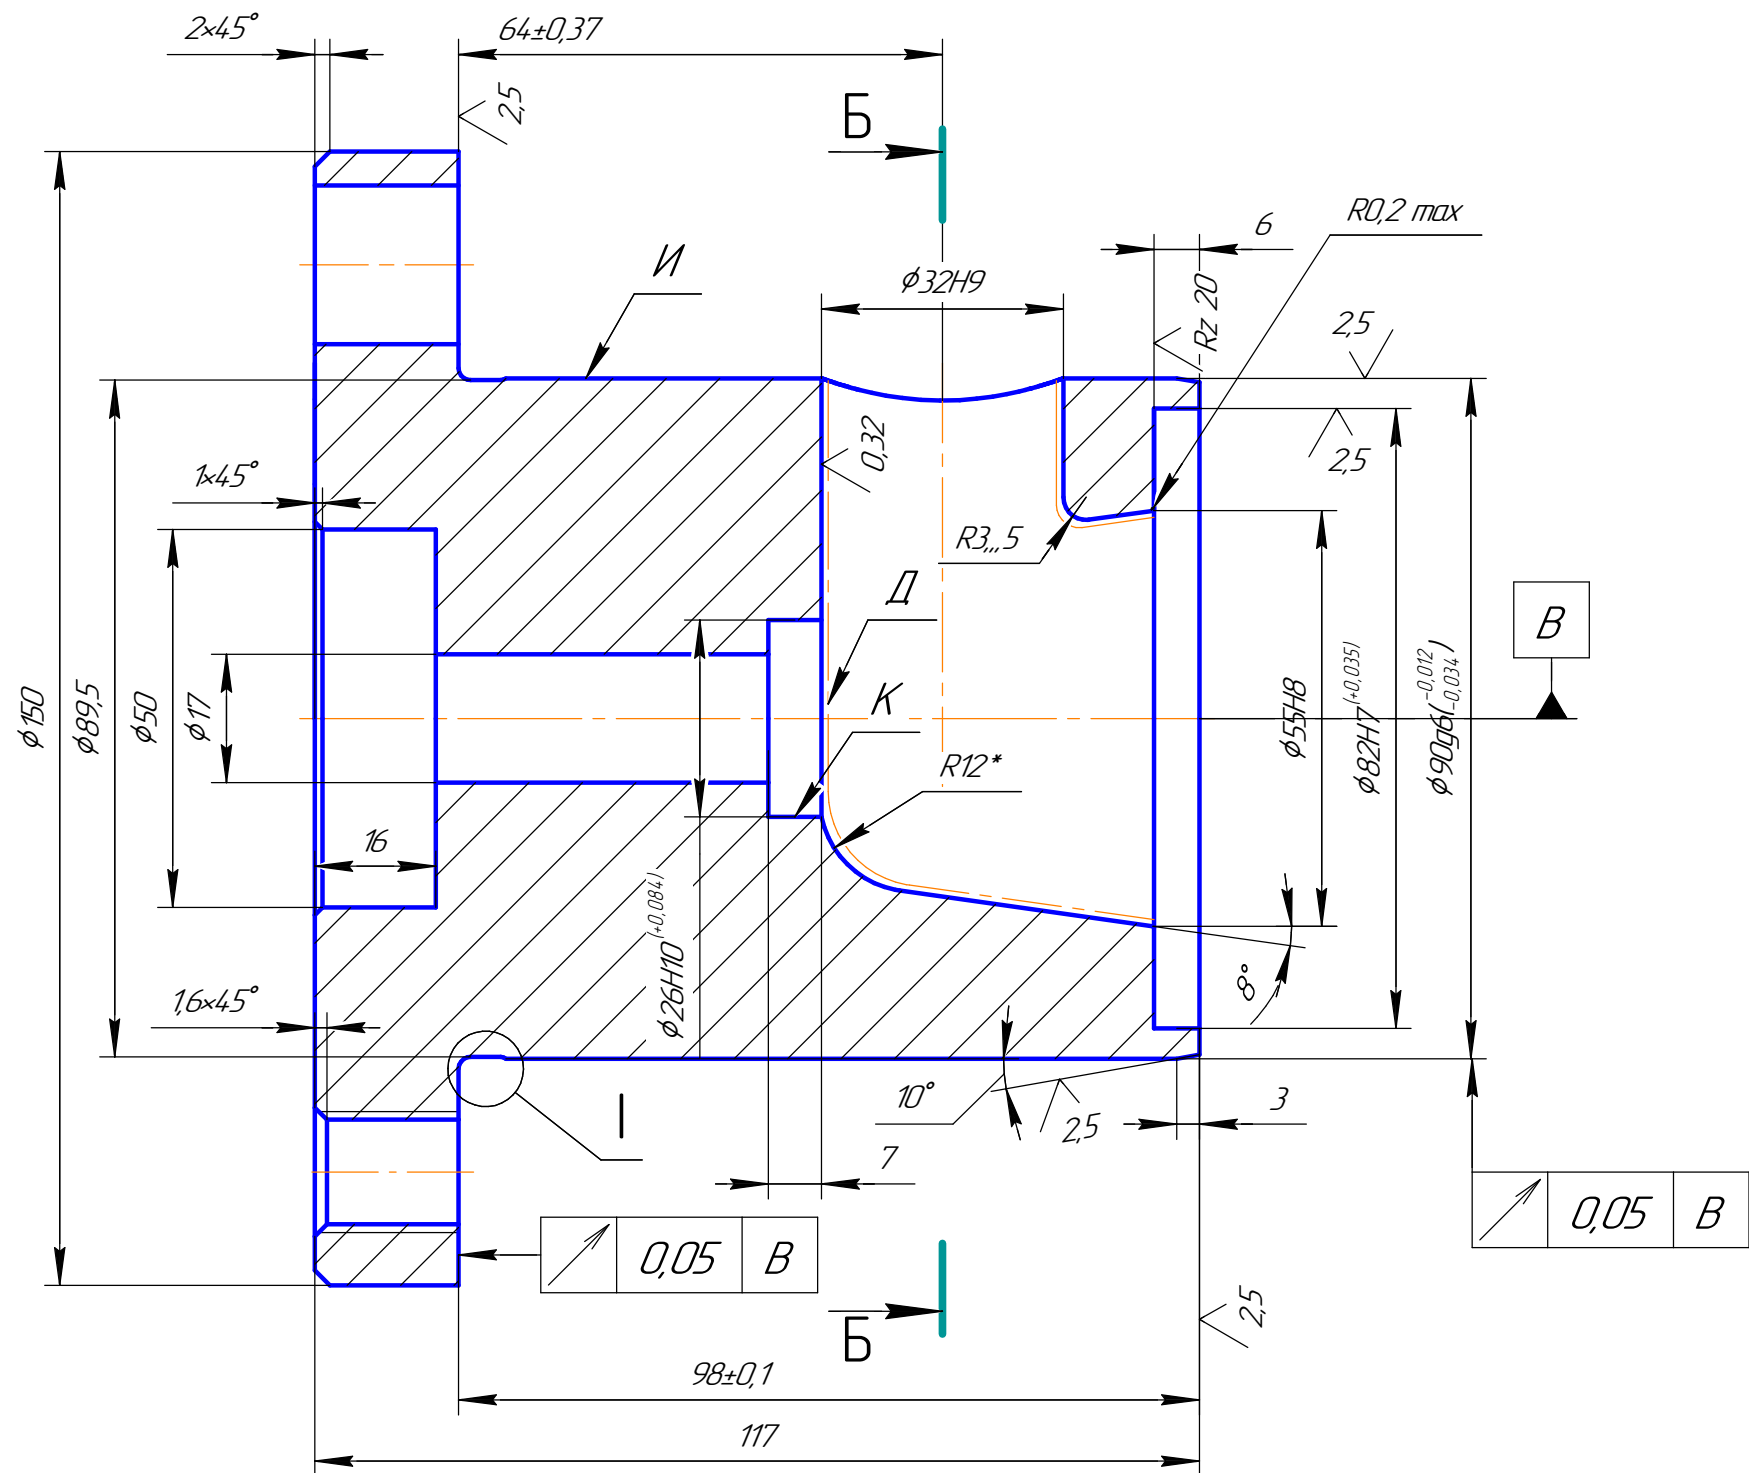 2×45°
64±0,37
2,5
Б
R0,2 max
6
И
ϕ32H9
Rz 20
2,5
2,5
0,32
1×45°
R3...5
Д
В
К
ϕ150
ϕ89,5
ϕ50
ϕ17
R12*
ϕ55H8
ϕ82H7(+0,035)
ϕ90g6(-0,012 -0,034)
16
ϕ26H10(+0,084)
8°
1,6×45°
10°
2,5
3
I
7
0,05 В
0,05 В
2,5
Б
98±0,1
117